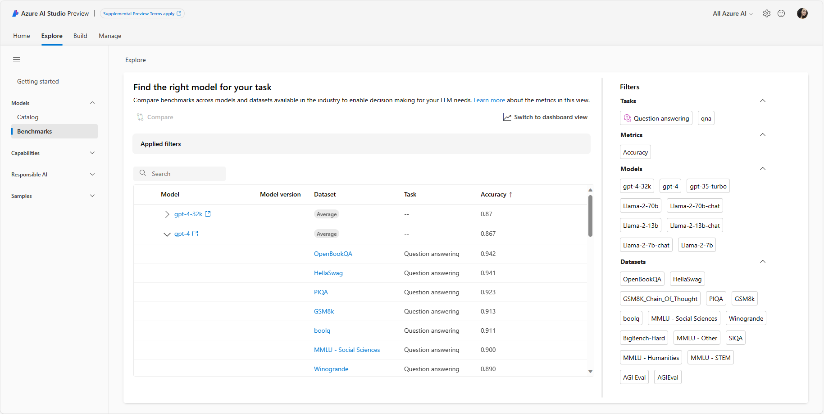 Azure AI Studio Preview | Supplemental Preview Terms apply All Azure AI
Home Explore Build Manage
Getting started
Models
Catalog
Benchmarks
Capabilities
Responsible AI
Samples
Explore
Find the right model for your task
Compare benchmarks across models and datasets available in the industry to enable decision making for your LLM needs. Learn more about the metrics in this view.
Compare Switch to dashboard view
Applied filters
Search
Model Model version Dataset Task Accuracy ↑
gpt-4-32k Average -- 0.87
gpt-4 Average -- 0.867
OpenBookQA Question answering 0.942
HellaSwag Question answering 0.941
PIQA Question answering 0.923
GSM8k Question answering 0.913
boolq Question answering 0.911
MMLU - Social Sciences Question answering 0.900
Winogrande Question answering 0.890
Filters
Tasks
Question answering qna
Metrics
Accuracy
Models
gpt-4-32k gpt-4 gpt-35-turbo
Llama-2-70b Llama-2-70b-chat
Llama-2-13b Llama-2-13b-chat
Llama-2-7b-chat Llama-2-7b
Datasets
OpenBookQA HellaSwag
GSM8K_Chain_Of_Thought PIQA GSM8k
boolq MMLU - Social Sciences Winogrande
BigBench-Hard MMLU - Other SIQA
MMLU - Humanities MMLU - STEM
AGI Eval AGIEval